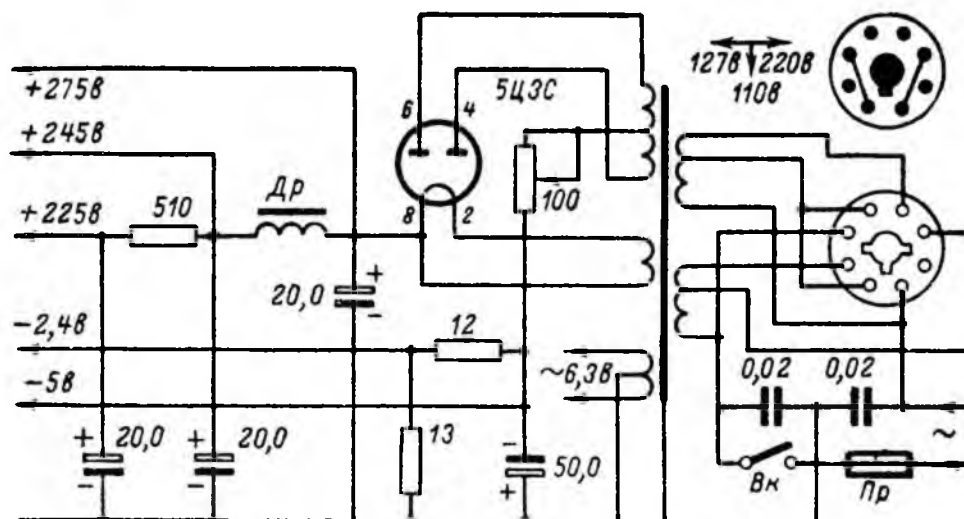 +275в
+245в
+225в
-2,4в
-5в
510
Др
20,0
+
-
6
4
8
2
5Ц3С
100
127в 220в
110в
12
13
~6,3в
0,02
0,02
~
Вк
Пр
+
20,0
-
+
20,0
-
-
50,0
+